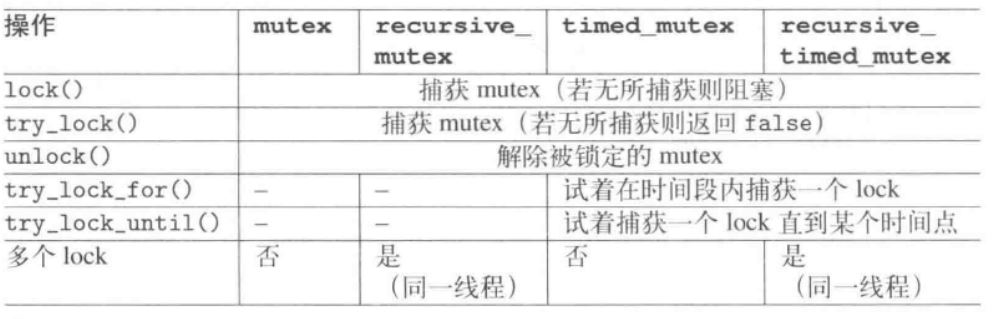 操作 mutex recursive_ timed_mutex recursive_
mutex timed_mutex
lock() 捕获 mutex（若无所捕获则阻塞）
try_lock() 捕获 mutex（若无所捕获则返回 false）
unlock() 解除被锁定的 mutex
try_lock_for() – – 试着在时间段内捕获一个 lock
try_lock_until() – – 试着捕获一个 lock 直到某个时间点
多个 lock 否 是 否 是
（同一线程） （同一线程）